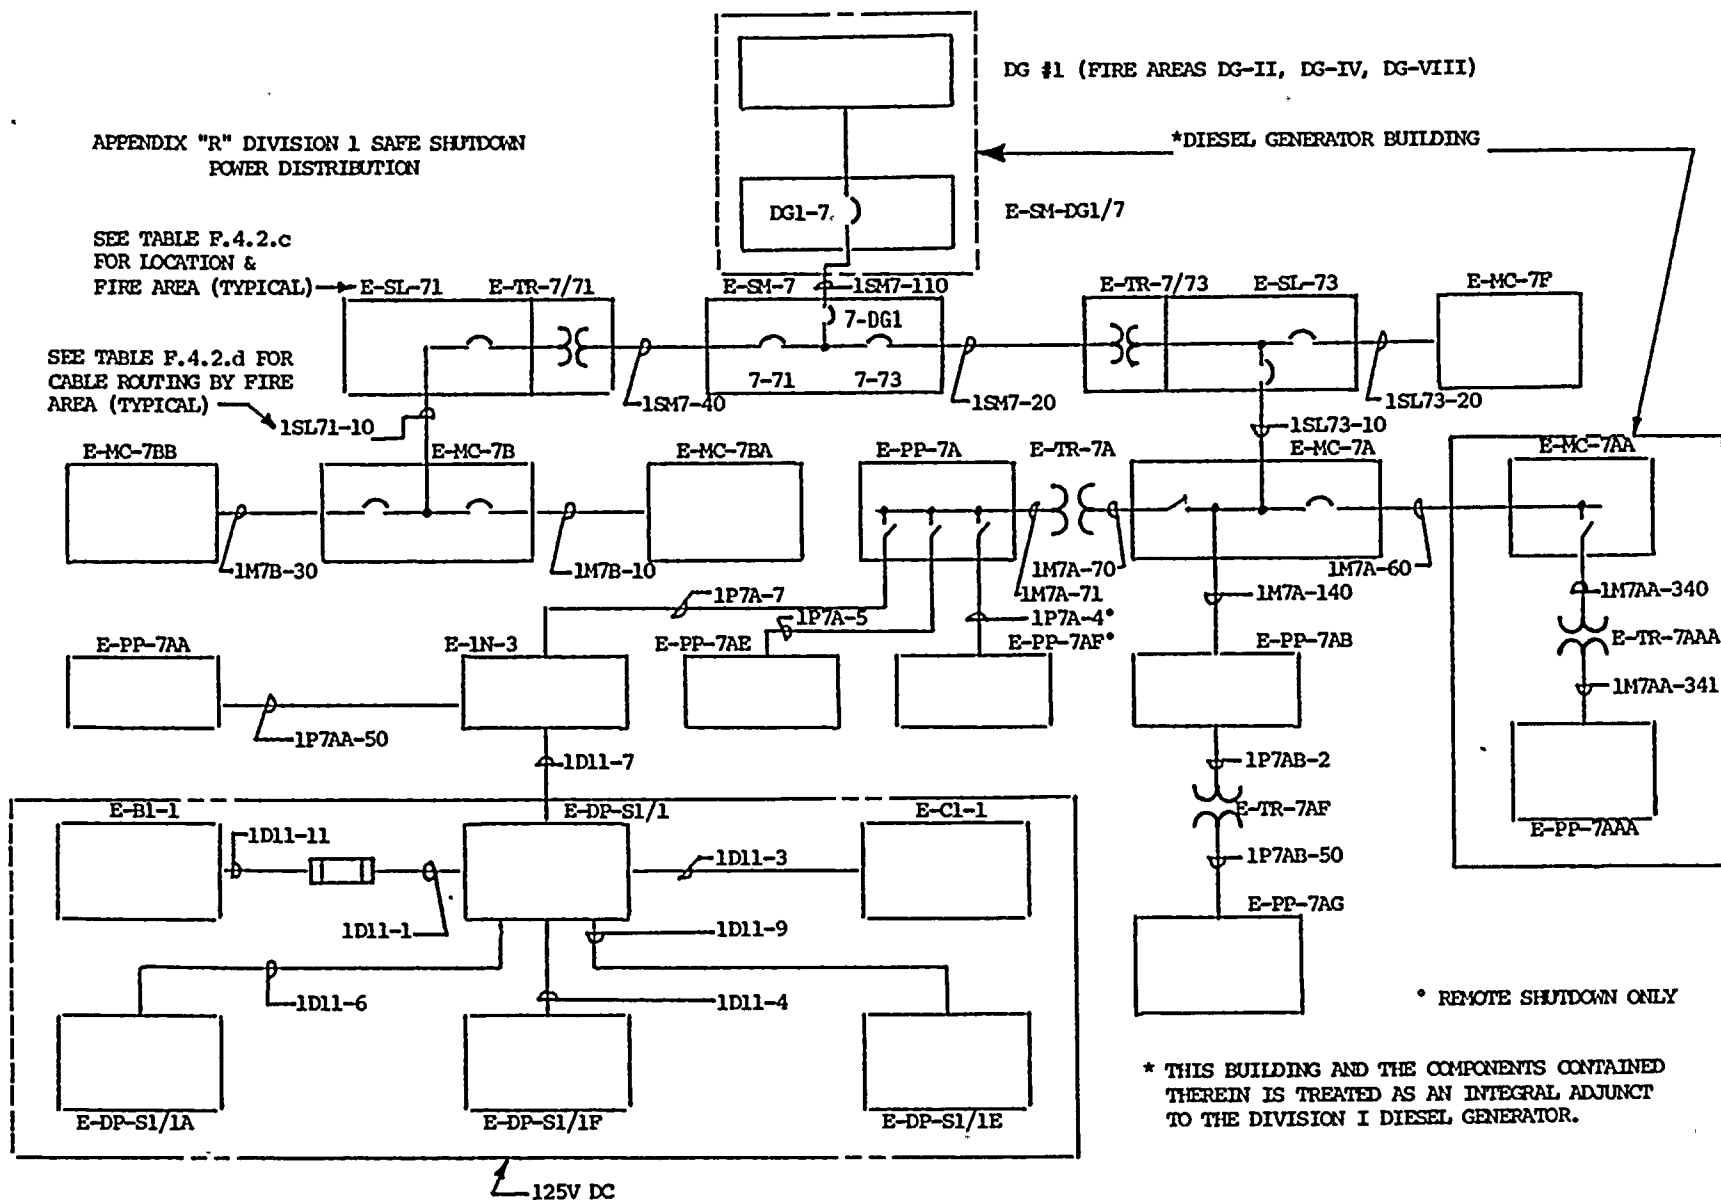 DG #1 (FIRE AREAS DG-II, DG-IV, DG-VIII)
APPENDIX "R" DIVISION 1 SAFE SHUTDOWN
POWER DISTRIBUTION
*DIESEL GENERATOR BUILDING
DG1-7
E-SM-DG1/7
SEE TABLE F.4.2.c
FOR LOCATION &
FIRE AREA (TYPICAL)
E-SL-71
E-TR-7/71
E-SM-7
1SM7-110
E-TR-7/73
E-SL-73
E-MC-7F
7-DG1
SEE TABLE F.4.2.d FOR
CABLE ROUTING BY FIRE
AREA (TYPICAL)
7-71
7-73
1SM7-40
1SM7-20
1SL73-20
1SL71-10
1SL73-10
E-MC-7BB
E-MC-7B
E-MC-7BA
E-PP-7A
E-TR-7A
E-MC-7A
E-MC-7AA
1M7B-30
1M7B-10
1M7A-70
1M7A-60
1M7A-71
1P7A-7
1P7A-5
1P7A-4°
1M7A-140
1M7AA-340
E-PP-7AA
E-1N-3
E-PP-7AE
E-PP-7AF°
E-PP-7AB
E-TR-7AAA
1M7AA-341
1P7AA-50
1D11-7
1P7AB-2
E-B1-1
E-DP-S1/1
E-C1-1
E-TR-7AF
E-PP-7AAA
1D11-11
1D11-3
1P7AB-50
1D11-1
1D11-9
E-PP-7AG
1D11-6
1D11-4
° REMOTE SHUTDOWN ONLY
E-DP-S1/1A
E-DP-S1/1F
E-DP-S1/1E
* THIS BUILDING AND THE COMPONENTS CONTAINED
THEREIN IS TREATED AS AN INTEGRAL ADJUNCT
TO THE DIVISION I DIESEL GENERATOR.
125V DC